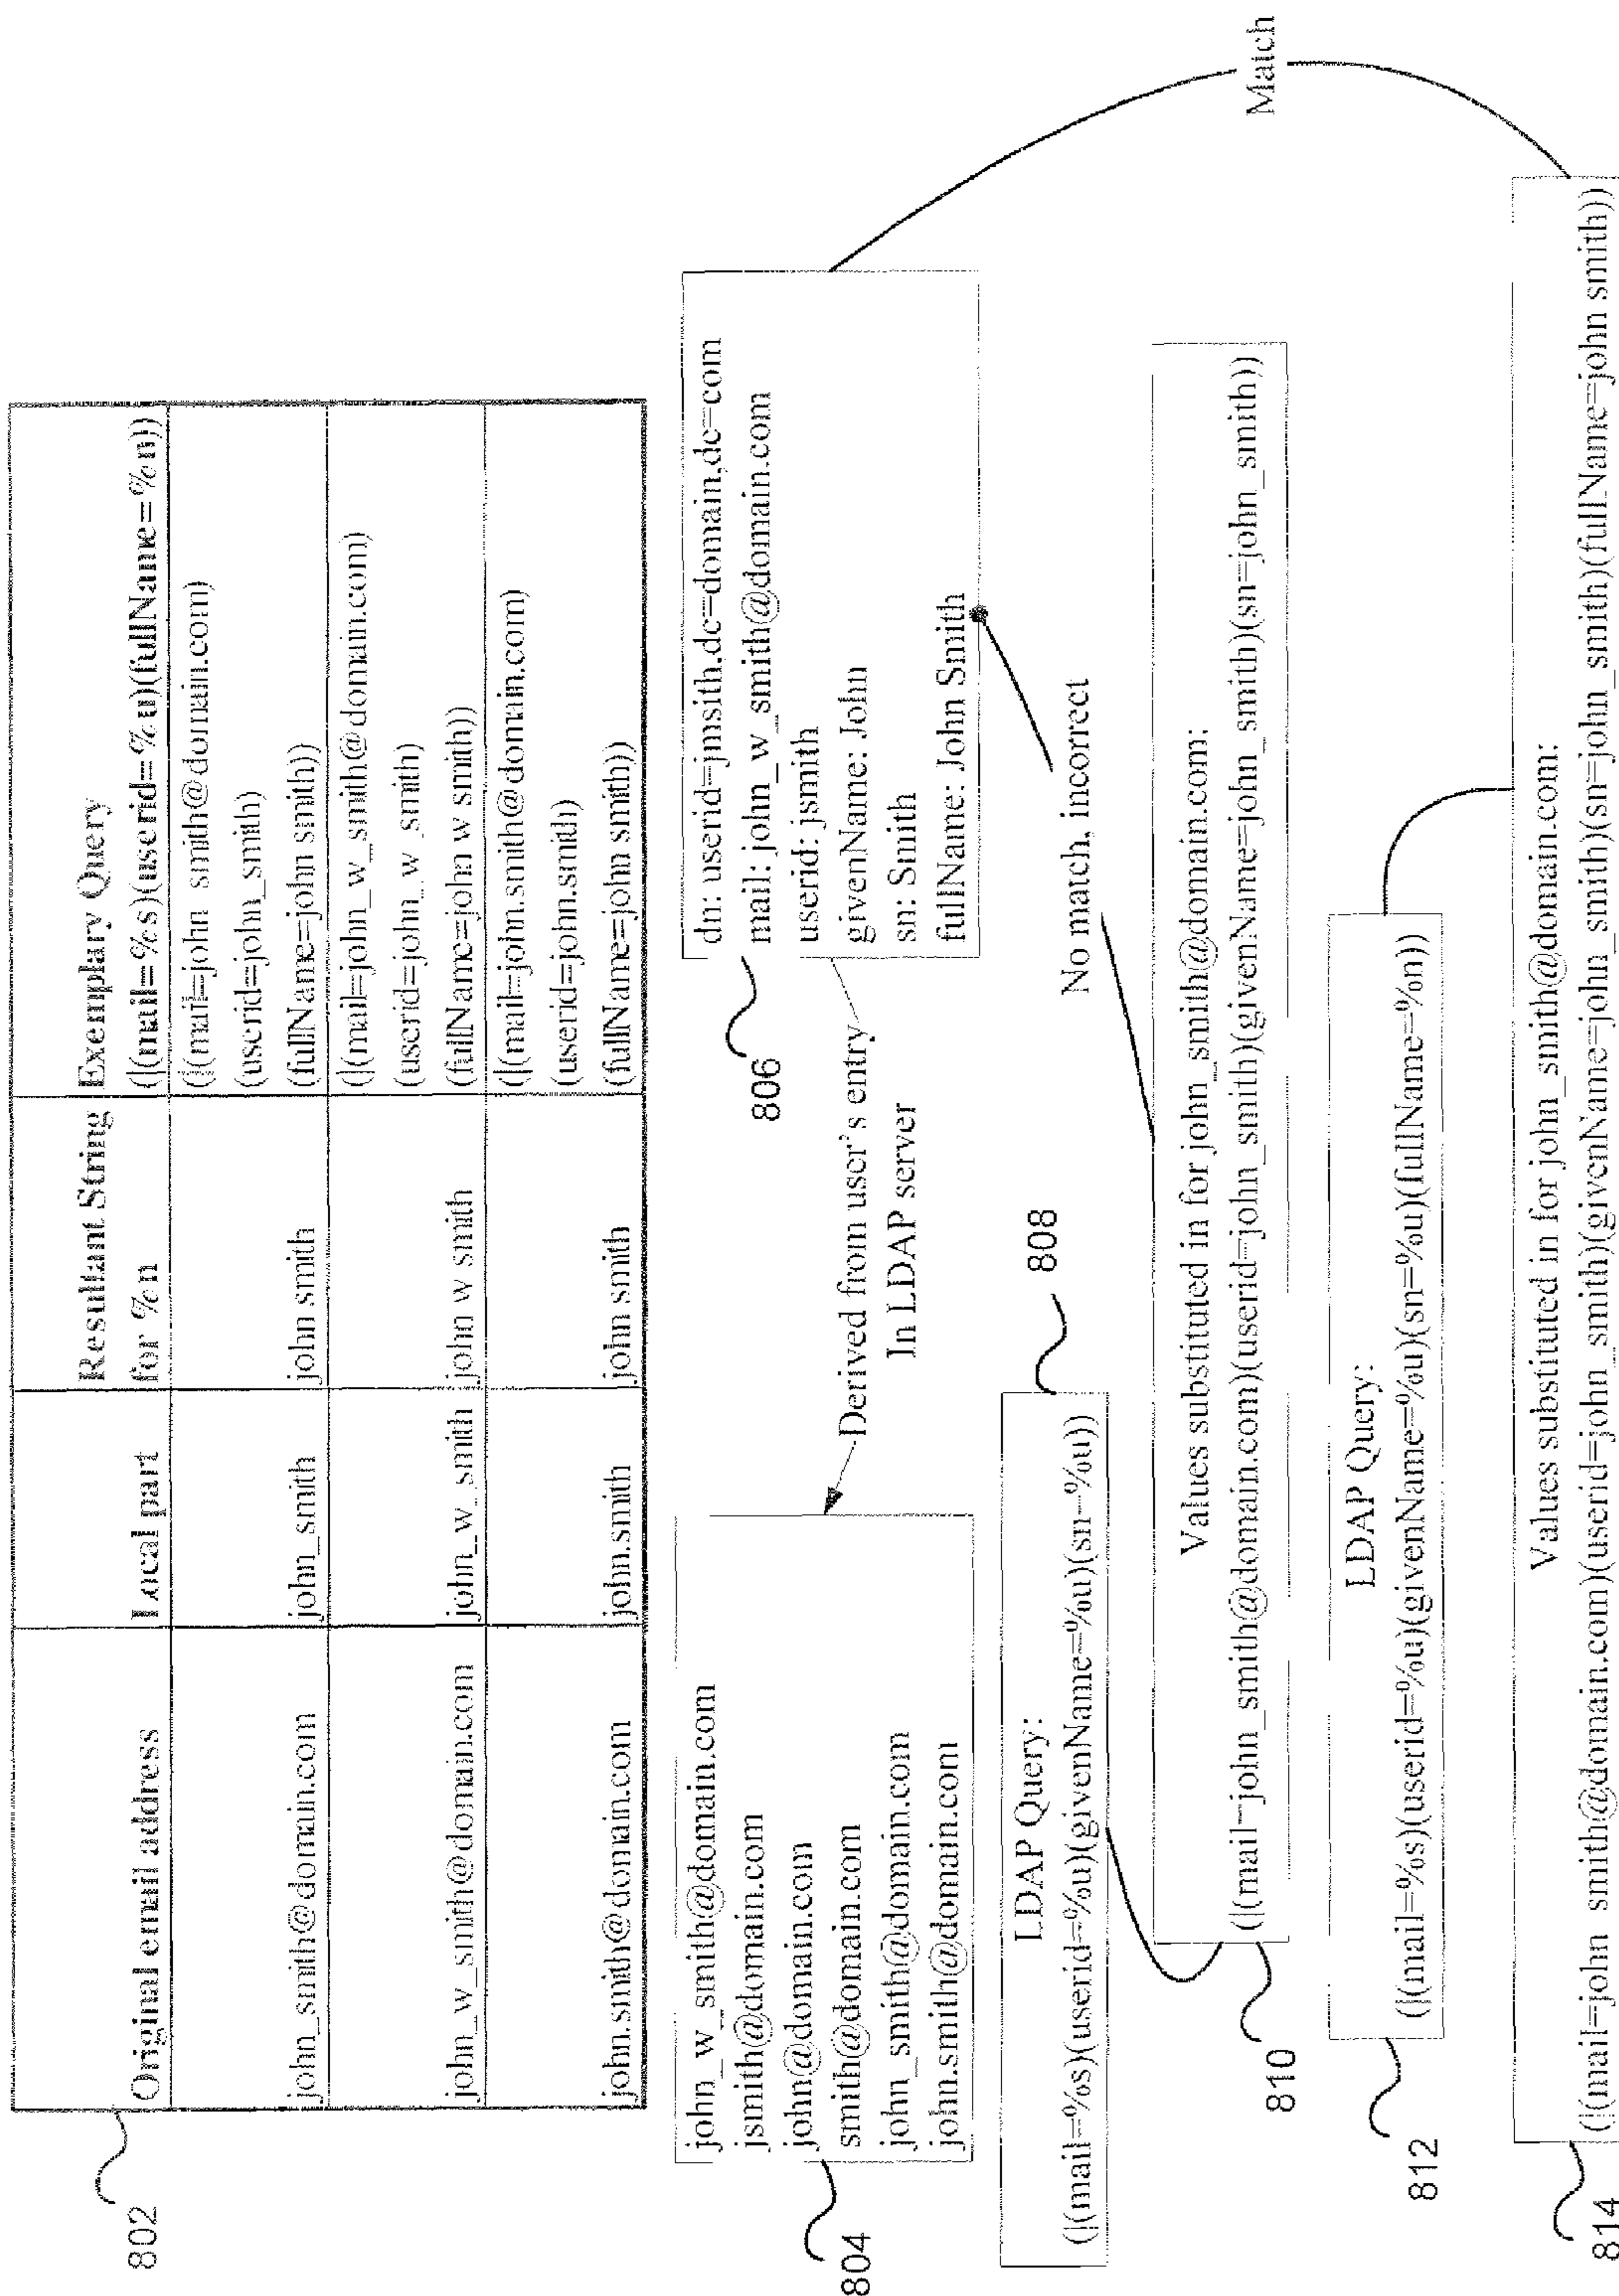 802
Original email address
Local part
Resultant String for %n
Exemplary Query
(|(mail=%s)(userid=%u)(fullName=%n))
john_smith@domain.com
john_smith
john smith
(|(mail=john smith@domain.com)
(userid=john_smith)
(fullName=john smith))
john_w_smith@domain.com
john_w_smith
john w smith
(|(mail=john_w_smith@domain.com)
(userid=john_w_smith)
(fullName=john w smith))
john.smith@domain.com
john.smith
john smith
(|(mail=john.smith@domain.com)
(userid=john.smith)
(fullName=john smith))
804
john_w_smith@domain.com
jsmith@domain.com
john@domain.com
smith@domain.com
john_smith@domain.com
john.smith@domain.com
Derived from user's entry
In LDAP server
806
dn: userid=jmsith,dc=domain,dc=com
mail: john_w_smith@domain.com
userid: jsmith
givenName: John
sn: Smith
fullName: John Smith
808
LDAP Query:
(|(mail=%s)(userid=%u)(givenName=%u)(sn=%u))
No match, incorrect
810
Values substituted in for john_smith@domain.com:
(|(mail=john_smith@domain.com)(userid=john_smith)(givenName=john_smith)(sn=john_smith))
812
LDAP Query:
(|(mail=%s)(userid=%u)(givenName=%u)(sn=%u)(fullName=%n))
Match
814
Values substituted in for john_smith@domain.com:
(|(mail=john smith@domain.com)(userid=john_smith)(givenName=john_smith)(sn=john_smith)(fullName=john smith))